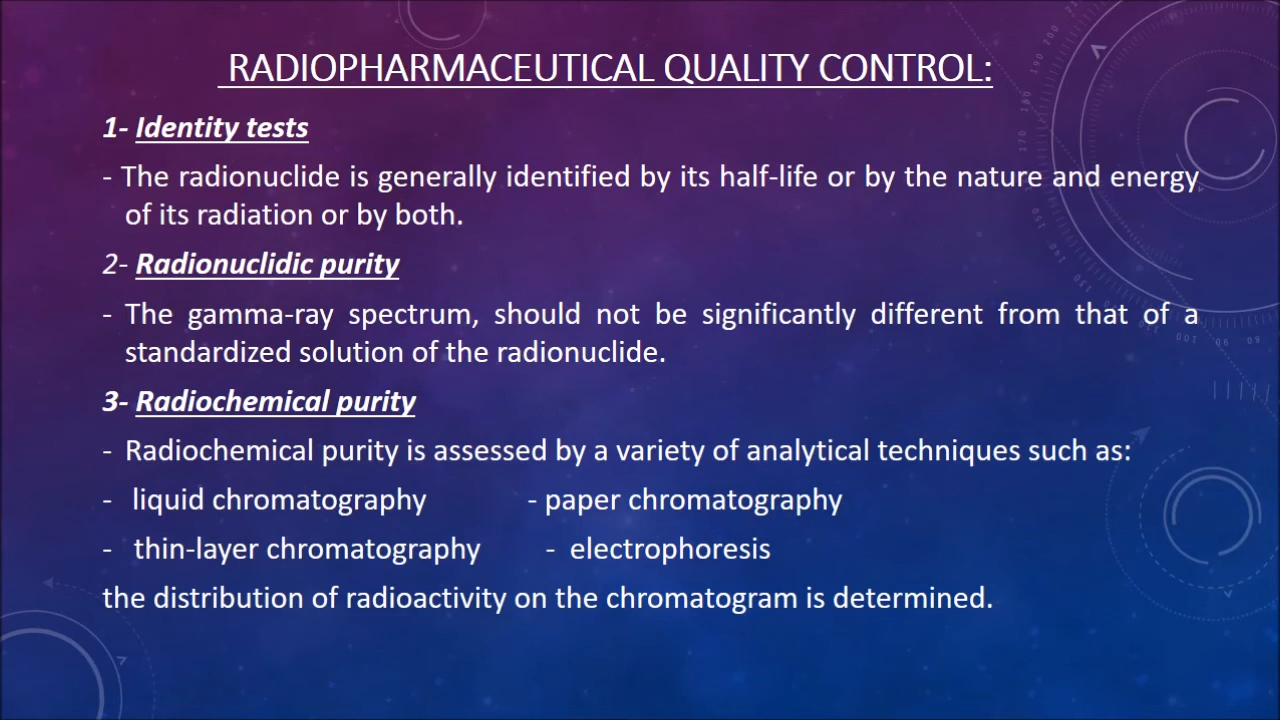 RADIOPHARMACEUTICAL QUALITY CONTROL:
1- Identity tests
- The radionuclide is generally identified by its half-life or by the nature and energy
of its radiation or by both.
2- Radionuclidic purity
- The gamma-ray spectrum, should not be significantly different from that of a
standardized solution of the radionuclide.
3- Radiochemical purity
- Radiochemical purity is assessed by a variety of analytical techniques such as:
- liquid chromatography - paper chromatography
- thin-layer chromatography - electrophoresis
the distribution of radioactivity on the chromatogram is determined.